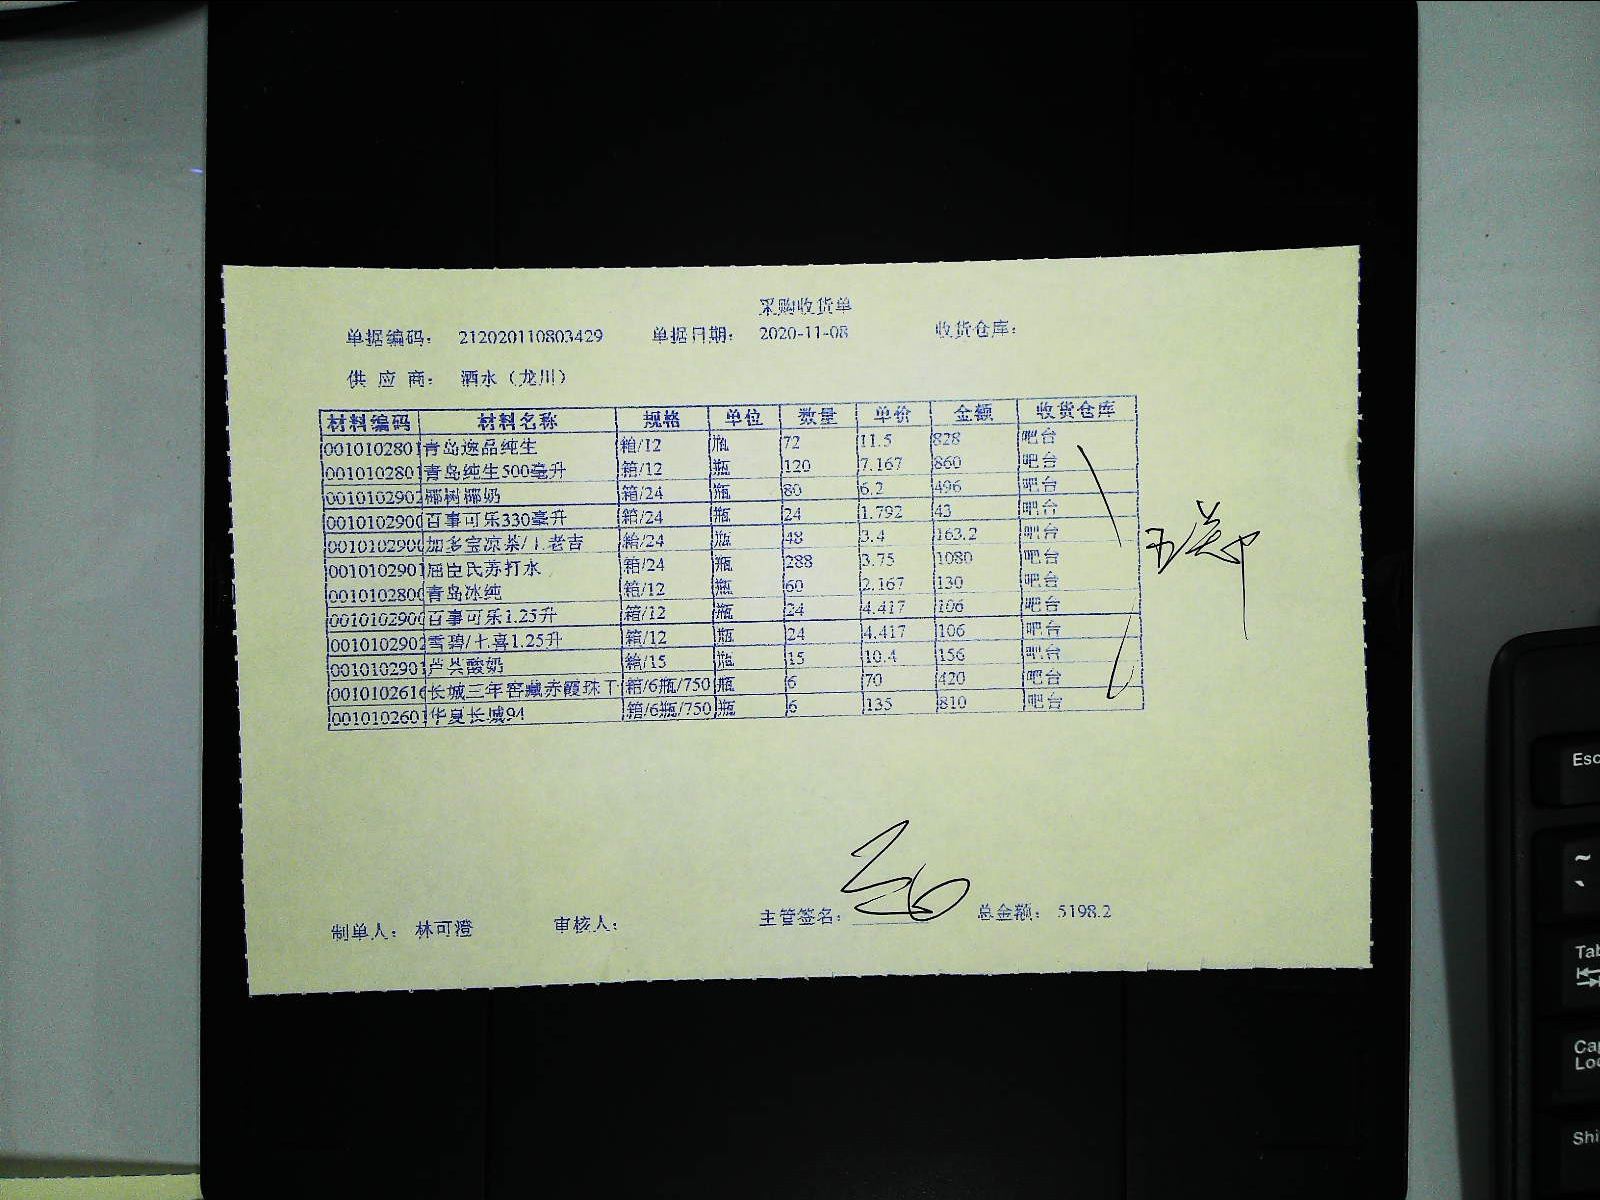 采购收货单
单据编码： 212020110803429 单据日期： 2020-11-08 收货仓库：
供 应 商： 酒水（龙川）
材料编码 材料名称 规格 单位 数量 单价 金额 收货仓库
0010102801 青岛逸品纯生 箱/12 瓶 72 11.5 828 吧台
0010102801 青岛纯生500毫升 箱/12 瓶 120 7.167 860 吧台
0010102902 椰树椰奶 箱/24 瓶 80 6.2 496 吧台
0010102900 百事可乐330毫升 箱/24 瓶 24 1.792 43 吧台
0010102900 加多宝凉茶/王老吉 箱/24 瓶 48 3.4 163.2 吧台
0010102901 屈臣氏苏打水 箱/24 瓶 288 3.75 1080 吧台
0010102800 青岛冰纯 箱/12 瓶 60 2.167 130 吧台
0010102900 百事可乐1.25升 箱/12 瓶 24 4.417 106 吧台
0010102902 雪碧/七喜1.25升 箱/12 瓶 24 4.417 106 吧台
0010102901 芦荟酸奶 箱/15 瓶 15 10.4 156 吧台
0010102616 长城三年窖藏赤霞珠干 箱/6瓶/750 瓶 6 70 420 吧台
0010102601 华夏长城94 箱/6瓶/750 瓶 6 135 810 吧台
制单人： 林可澄 审核人： 主管签名： 总金额： 5198.2
Esc
~
`
Tab
Cap
Loc
Shi